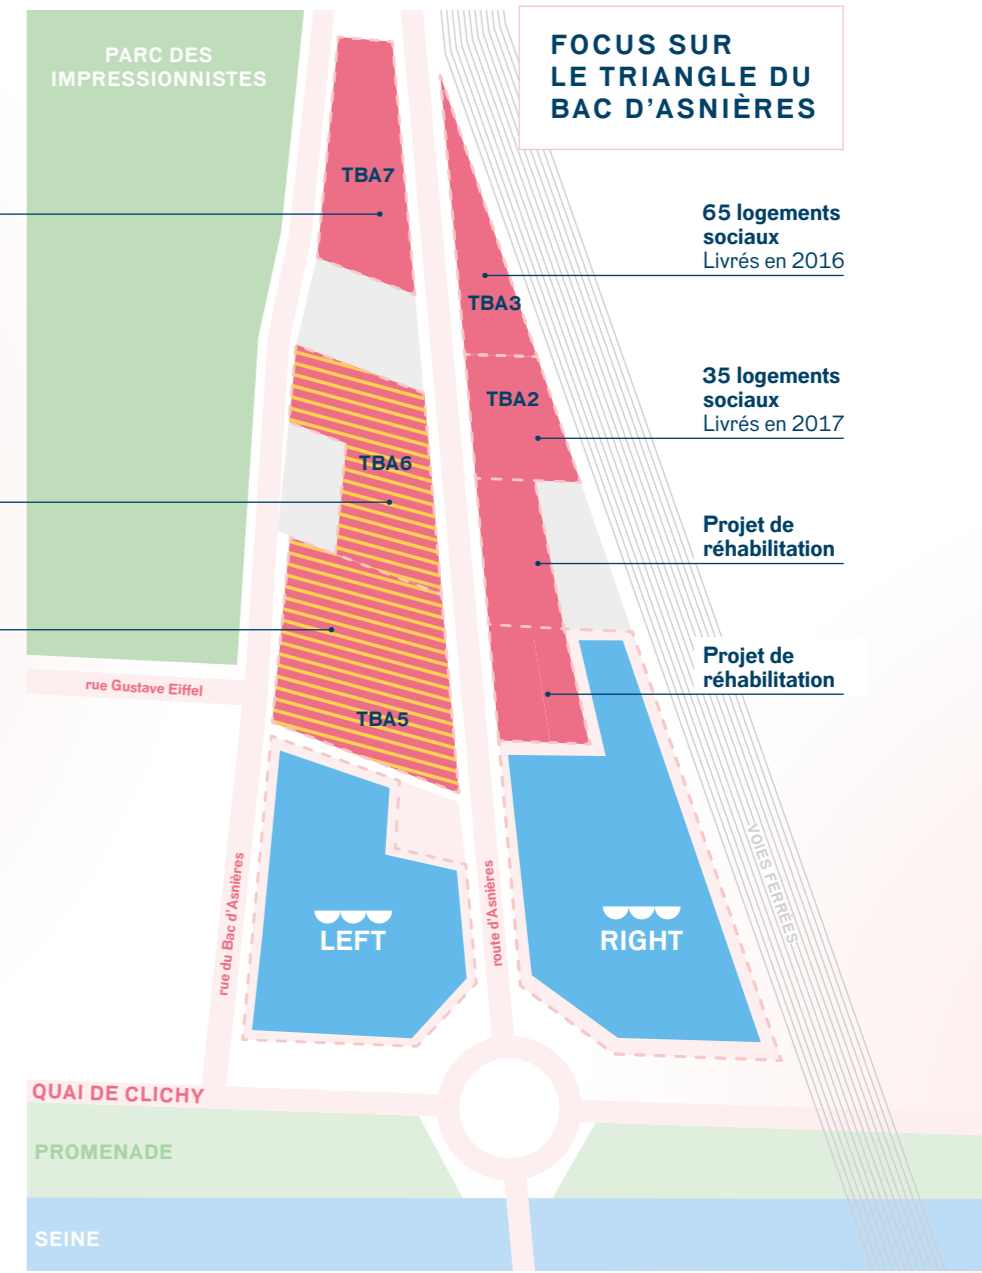 FOCUS SUR
LE TRIANGLE DU
BAC D'ASNIÈRES
PARC DES
IMPRESSIONNISTES
TBA7
65 logements
sociaux
Livrés en 2016
TBA3
35 logements
sociaux
Livrés en 2017
TBA2
TBA6
Projet de
réhabilitation
Projet de
réhabilitation
rue Gustave Eiffel
TBA5
VOIES FERRÉES
rue du Bac d'Asnières
route d'Asnières
LEFT
RIGHT
QUAI DE CLICHY
PROMENADE
SEINE